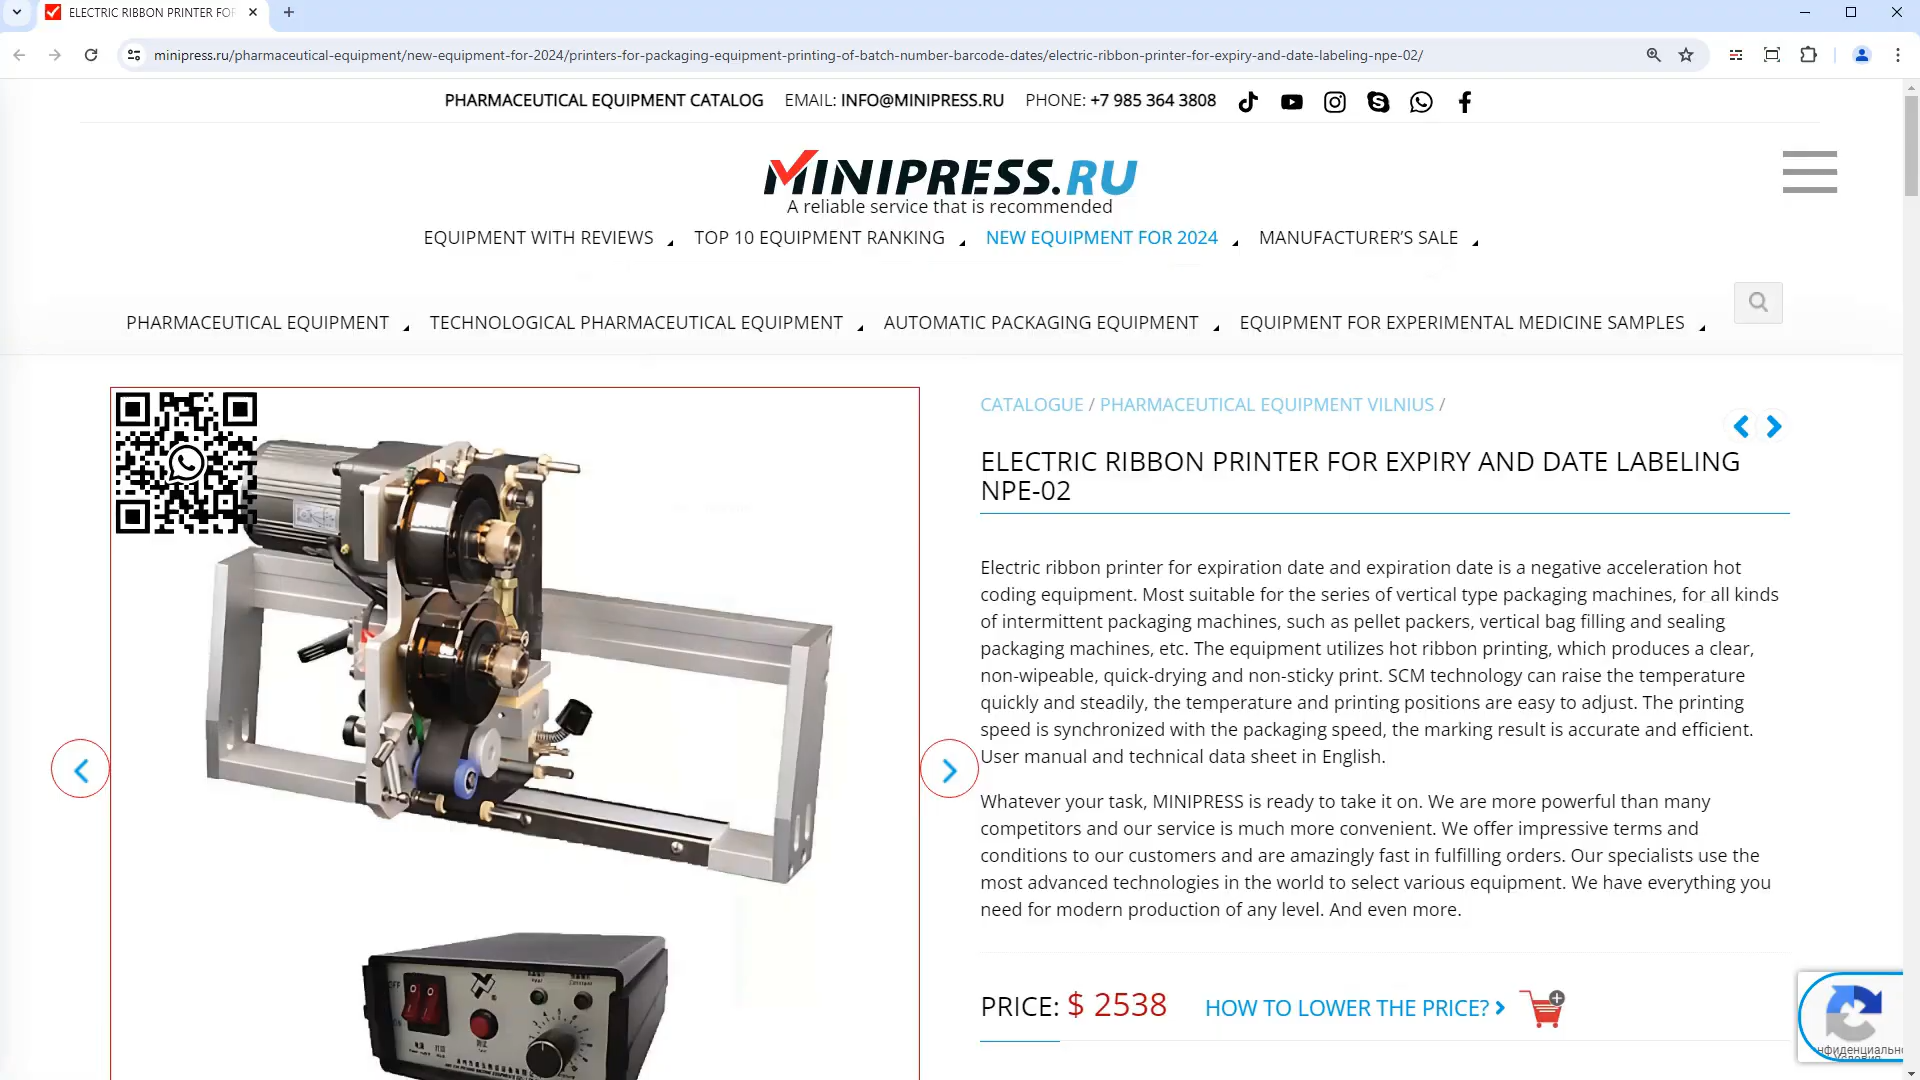 ELECTRIC RIBBON PRINTER FOR
minipress.ru/pharmaceutical-equipment/new-equipment-for-2024/printers-for-packaging-equipment-printing-of-batch-number-barcode-dates/electric-ribbon-printer-for-expiry-and-date-labeling-npe-02/
PHARMACEUTICAL EQUIPMENT CATALOG EMAIL: INFO@MINIPRESS.RU PHONE: +7 985 364 3808
MINIPRESS.RU
A reliable service that is recommended
EQUIPMENT WITH REVIEWS TOP 10 EQUIPMENT RANKING NEW EQUIPMENT FOR 2024 MANUFACTURER’S SALE
PHARMACEUTICAL EQUIPMENT TECHNOLOGICAL PHARMACEUTICAL EQUIPMENT AUTOMATIC PACKAGING EQUIPMENT EQUIPMENT FOR EXPERIMENTAL MEDICINE SAMPLES
CATALOGUE / PHARMACEUTICAL EQUIPMENT VILNIUS /
ELECTRIC RIBBON PRINTER FOR EXPIRY AND DATE LABELING
NPE-02
Electric ribbon printer for expiration date and expiration date is a negative acceleration hot
coding equipment. Most suitable for the series of vertical type packaging machines, for all kinds
of intermittent packaging machines, such as pellet packers, vertical bag filling and sealing
packaging machines, etc. The equipment utilizes hot ribbon printing, which produces a clear,
non-wipeable, quick-drying and non-sticky print. SCM technology can raise the temperature
quickly and steadily, the temperature and printing positions are easy to adjust. The printing
speed is synchronized with the packaging speed, the marking result is accurate and efficient.
User manual and technical data sheet in English.
Whatever your task, MINIPRESS is ready to take it on. We are more powerful than many
competitors and our service is much more convenient. We offer impressive terms and
conditions to our customers and are amazingly fast in fulfilling orders. Our specialists use the
most advanced technologies in the world to select various equipment. We have everything you
need for modern production of any level. And even more.
PRICE: $ 2538 HOW TO LOWER THE PRICE?
OFF